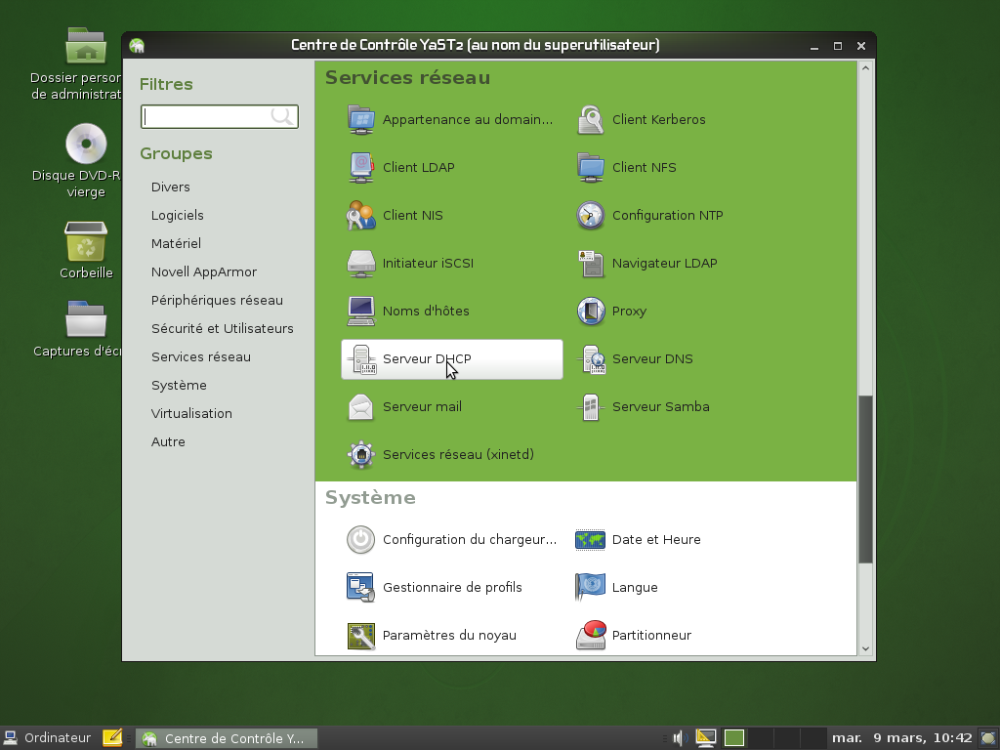 Centre de Contrôle YaST2 (au nom du superutilisateur)
Dossier person
de administrat
Disque DVD-R
vierge
Corbeille
Captures d'écr
Filtres
Groupes
Divers
Logiciels
Matériel
Novell AppArmor
Périphériques réseau
Sécurité et Utilisateurs
Services réseau
Système
Virtualisation
Autre
Services réseau
Appartenance au domain...
Client Kerberos
Client LDAP
Client NFS
Client NIS
Configuration NTP
Initiateur iSCSI
Navigateur LDAP
Noms d'hôtes
Proxy
Serveur DHCP
Serveur DNS
Serveur mail
Serveur Samba
Services réseau (xinetd)
Système
Configuration du chargeur...
Date et Heure
Gestionnaire de profils
Langue
Paramètres du noyau
Partitionneur
Ordinateur
Centre de Contrôle Y...
mar. 9 mars, 10:42